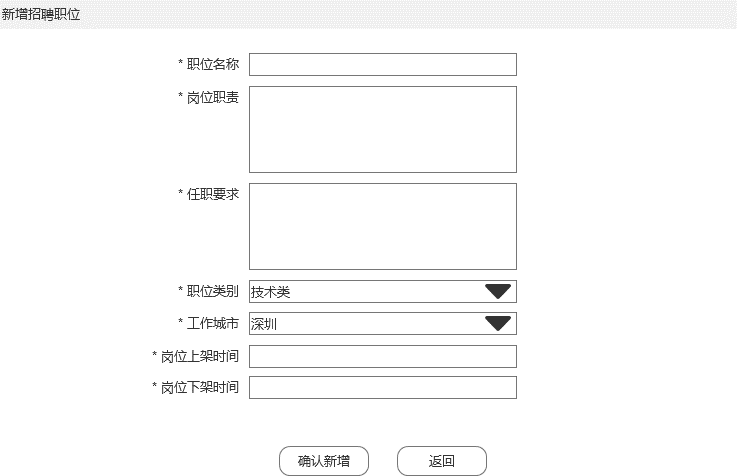 新增招聘职位
* 职位名称
* 岗位职责
* 任职要求
* 职位类别 技术类
* 工作城市 深圳
* 岗位上架时间
* 岗位下架时间
确认新增 返回